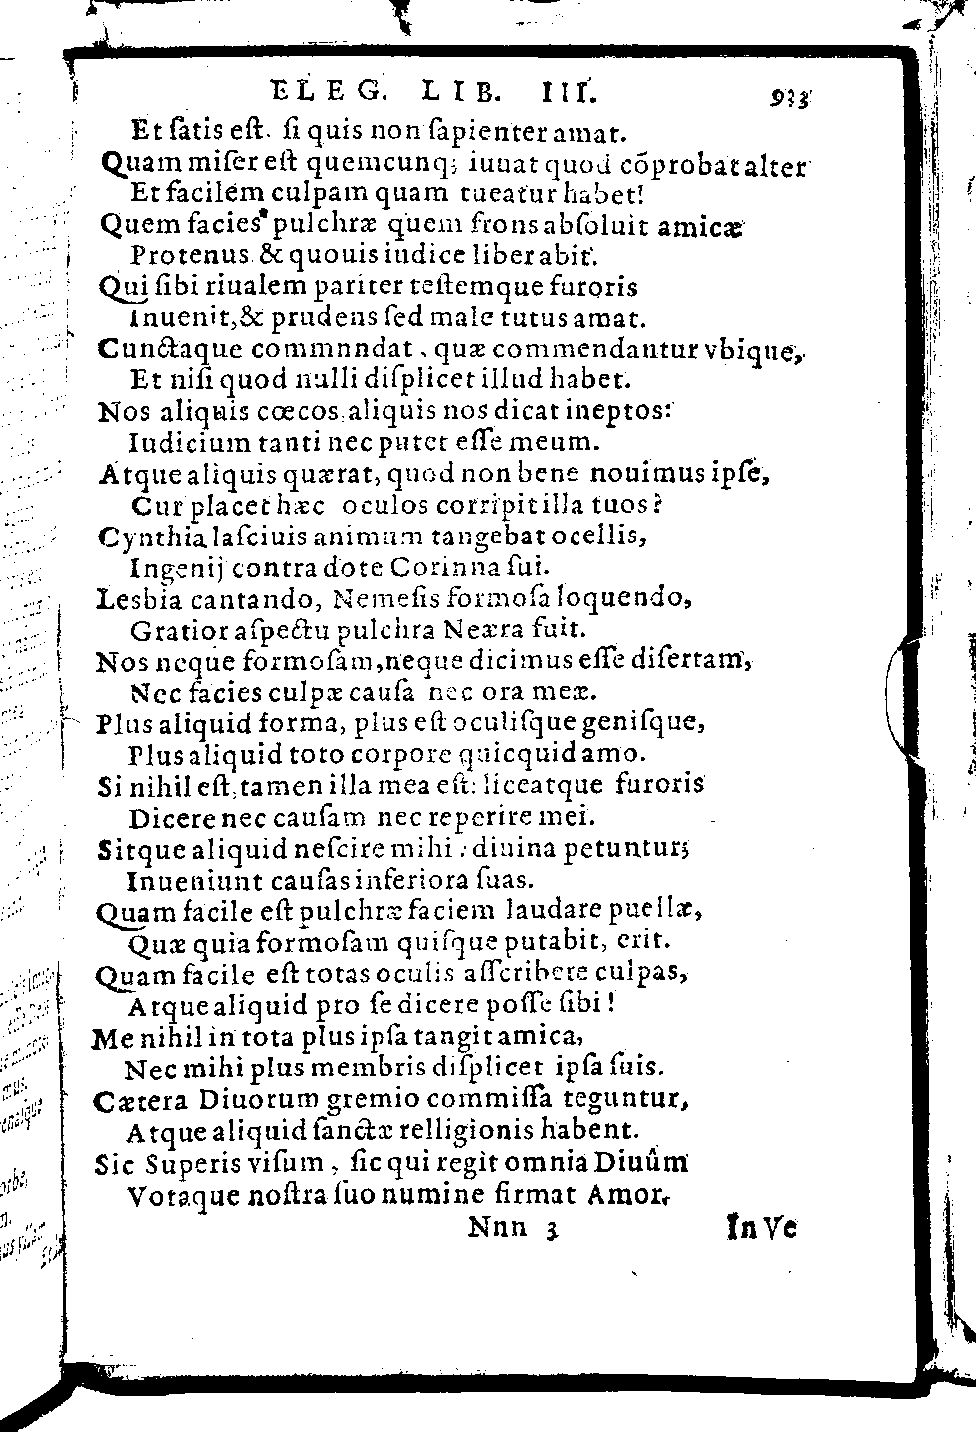 ELEG. LIB. III. 933
Et ſatis eſt. ſi quis non ſapienter amat.
Quam miſer eſt quemcunq; iuuat quod cõprobat alter
Et facilem culpam quam tueatur habet!
Quem facies pulchræ quem frons abſoluit amicæ
Protenus & quouis iudice liber abit.
Qui ſibi riualem pariter teſtemque furoris
Inuenit, & prudens ſed male tutus amat.
Cunctaque commnndat, quæ commendantur vbique,
Et niſi quod nulli diſplicet illud habet.
Nos aliquis cœcos, aliquis nos dicat ineptos:
Iudicium tanti nec putet eſſe meum.
Atque aliquis quærat, quod non bene nouimus ipſe,
Cur placet hæc oculos corripit illa tuos?
Cynthia laſciuis animum tangebat ocellis,
Ingenij contra dote Corinna ſui.
Lesbia cantando, Nemeſis formoſa loquendo,
Gratior aſpectu pulchra Neæra fuit.
Nos neque formoſam, neque dicimus eſſe diſertam,
Nec facies culpæ cauſa nec ora meæ.
Plus aliquid forma, plus eſt oculiſque geniſque,
Plus aliquid toto corpore quicquid amo.
Si nihil eſt, tamen illa mea eſt: liceatque furoris
Dicere nec cauſam nec reperire mei.
Sitque aliquid neſcire mihi: diuina petuntur;
Inueniunt cauſas inferiora ſuas.
Quam facile eſt pulchræ faciem laudare puellæ,
Quæ quia formoſam quiſque putabit, erit.
Quam facile eſt totas oculis aſſcribere culpas,
Atque aliquid pro ſe dicere poſſe ſibi!
Me nihil in tota plus ipſa tangit amica,
Nec mihi plus membris diſplicet ipſa ſuis.
Cætera Diuorum gremio commiſſa teguntur,
Atque aliquid ſanctæ relligionis habent.
Sic Superis viſum, ſic qui regit omnia Diuûm
Votaque noſtra ſuo numine firmat Amor.
Nnn 3 In Ve